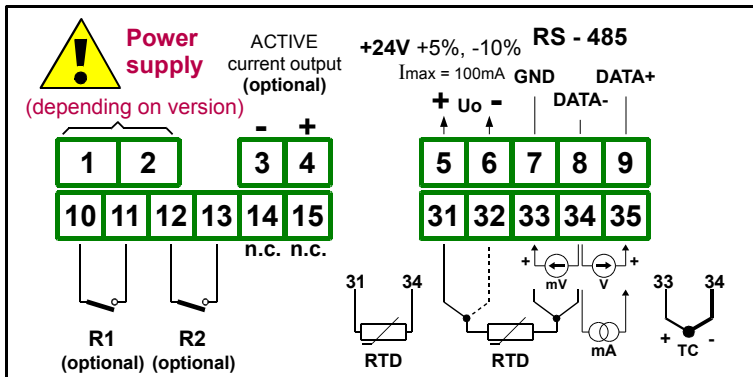 Power
supply
(depending on version)
ACTIVE
current output
(optional)
- +
+24V +5%, -10%
Imax = 100mA
+ Uo -
RS - 485
GND
DATA-
DATA+
1 2 3 4 5 6 7 8 9
10 11 12 13 14 15 31 32 33 34 35
n.c. n.c.
R1
(optional)
R2
(optional)
31 34
RTD
RTD
+ mV
V +
mA
33 34
+ TC -